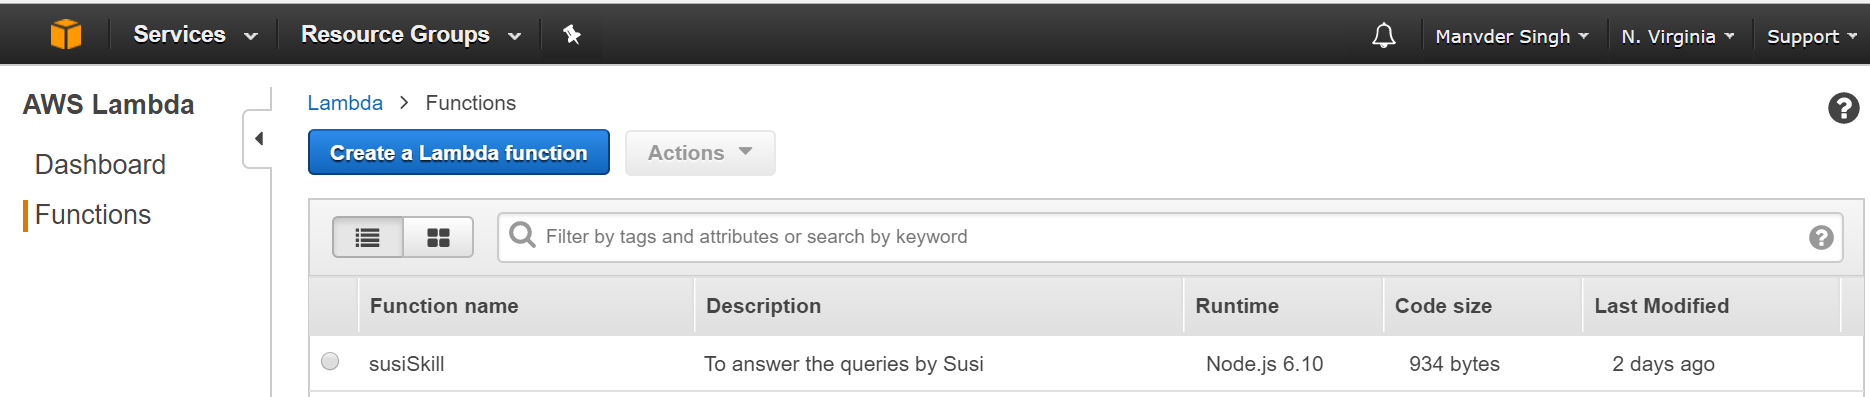 Services Resource Groups Manvder Singh N. Virginia Support
AWS Lambda
Dashboard
Functions
Lambda > Functions
Create a Lambda function Actions
Filter by tags and attributes or search by keyword
Function name Description Runtime Code size Last Modified
susiSkill To answer the queries by Susi Node.js 6.10 934 bytes 2 days ago